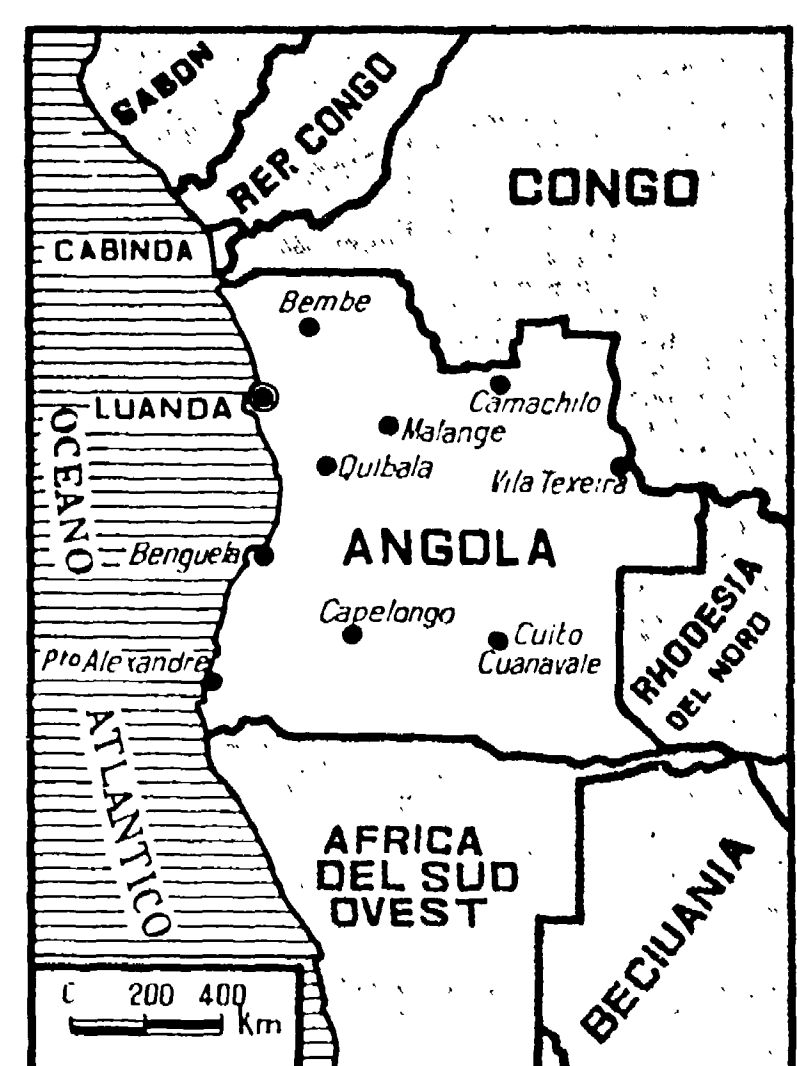 GABON
REP. CONGO
CONGO
CABINDA
Bembe
LUANDA
Camachilo
Malange
Quibala
Vila Texeira
OCEANO
Benguela
ANGOLA
Capelongo
Cuito
Cuanavale
RHODESIA
DEL NORD
Pto Alexandre
ATLANTICO
AFRICA
DEL SUD
OVEST
BECIUANIA
0 200 400
Km